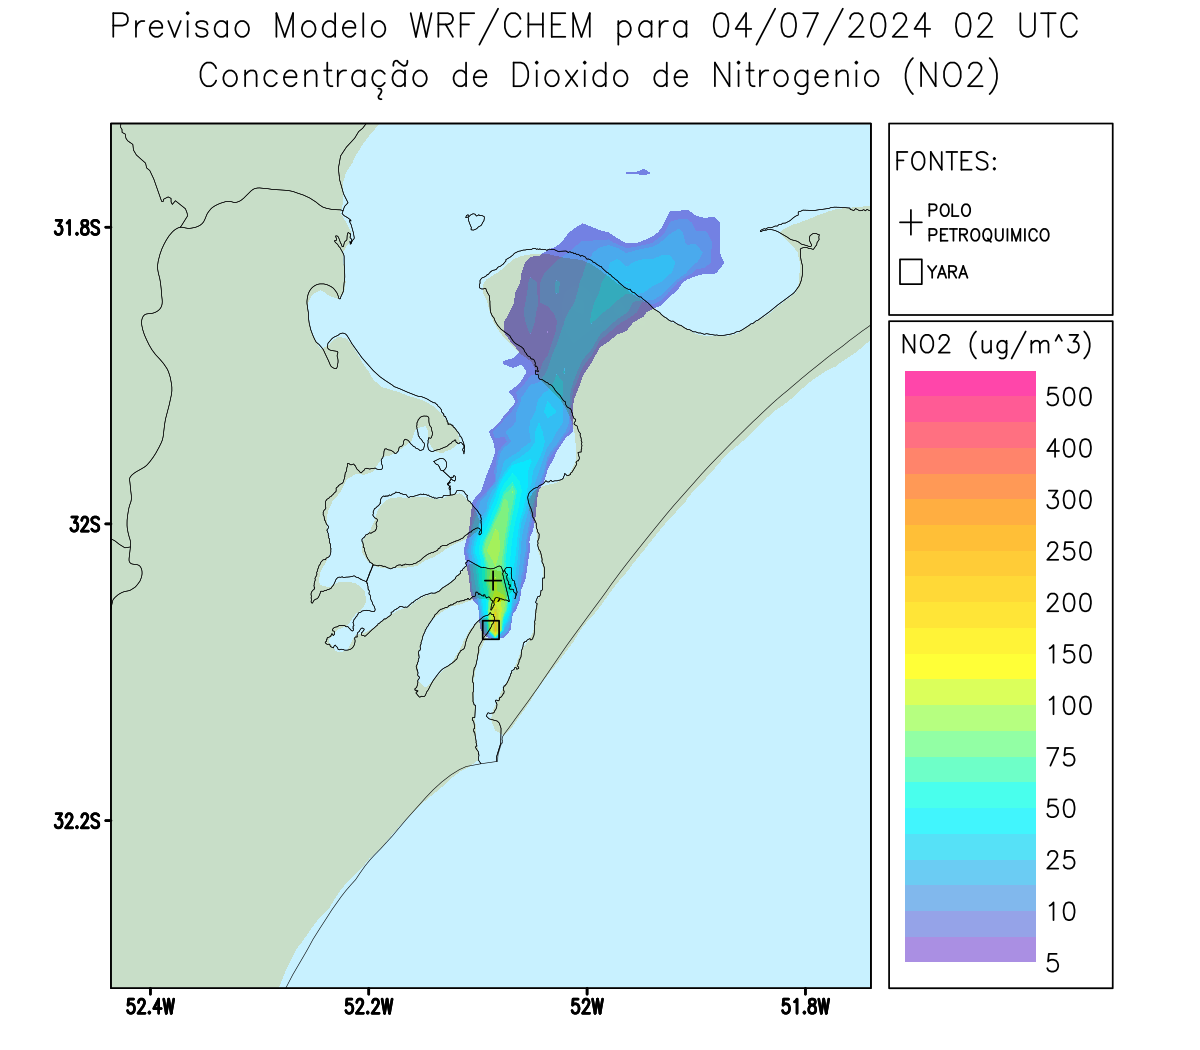 Previsao Modelo WRF/CHEM para 04/07/2024 02 UTC
Concentração de Dioxido de Nitrogenio (NO2)
FONTES:
POLO
PETROQUIMICO
YARA
NO2 (ug/m^3)
500
400
300
250
200
150
100
75
50
25
10
5
31.8S
32S
32.2S
52.4W
52.2W
52W
51.8W